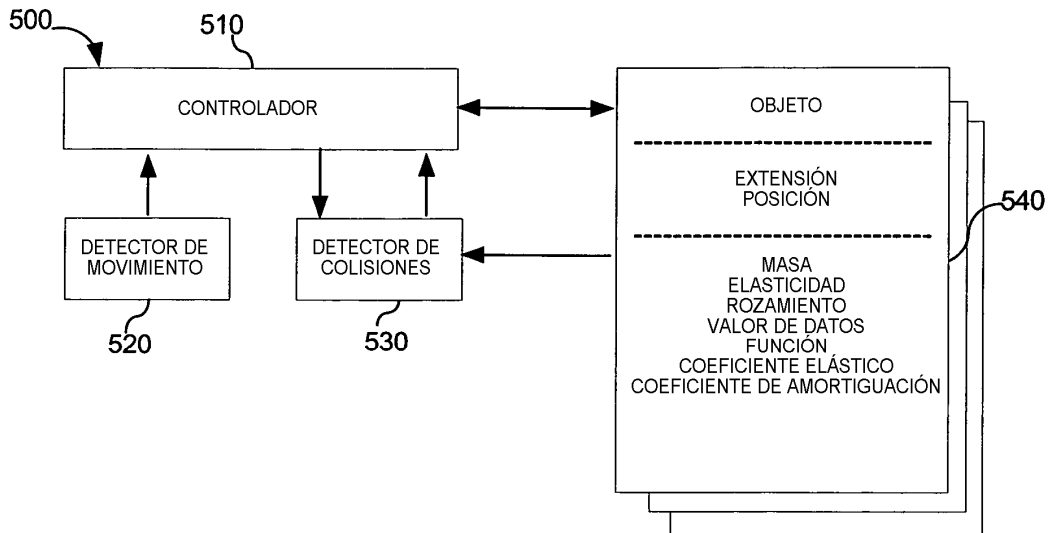 500
510
CONTROLADOR
OBJETO
EXTENSIÓN
POSICIÓN
540
DETECTOR DE
MOVIMIENTO
DETECTOR DE
COLISIONES
520
530
MASA
ELASTICIDAD
ROZAMIENTO
VALOR DE DATOS
FUNCIÓN
COEFICIENTE ELÁSTICO
COEFICIENTE DE AMORTIGUACIÓN